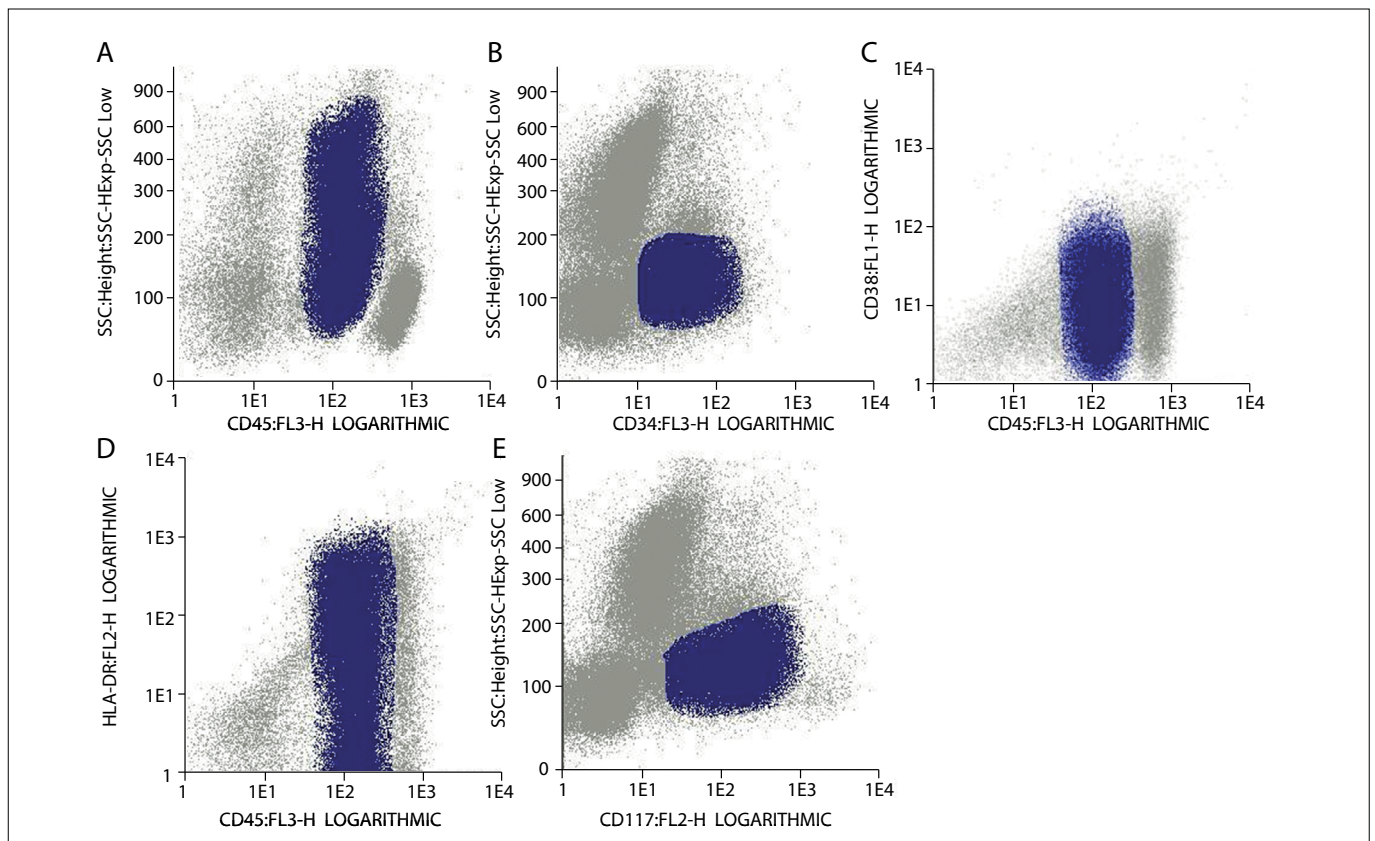 A
SSC:Height:SSC-HExp-SSC Low
900
600
400
300
200
100
0
1
1E1
1E2
1E3
1E4
CD45:FL3-H LOGARITHMIC
B
SSC:Height:SSC-HExp-SSC Low
900
600
400
300
200
100
0
1
1E1
1E2
1E3
1E4
CD34:FL3-H LOGARITHMIC
C
CD38:FL1-H LOGARITHMIC
1E4
1E3
1E2
1E1
1
1
1E1
1E2
1E3
1E4
CD45:FL3-H LOGARITHMIC
D
HLA-DR:FL2-H LOGARITHMIC
1E4
1E3
1E2
1E1
1
1
1E1
1E2
1E3
1E4
CD45:FL3-H LOGARITHMIC
E
SSC:Height:SSC-HExp-SSC Low
900
600
400
300
200
100
0
1
1E1
1E2
1E3
1E4
CD117:FL2-H LOGARITHMIC